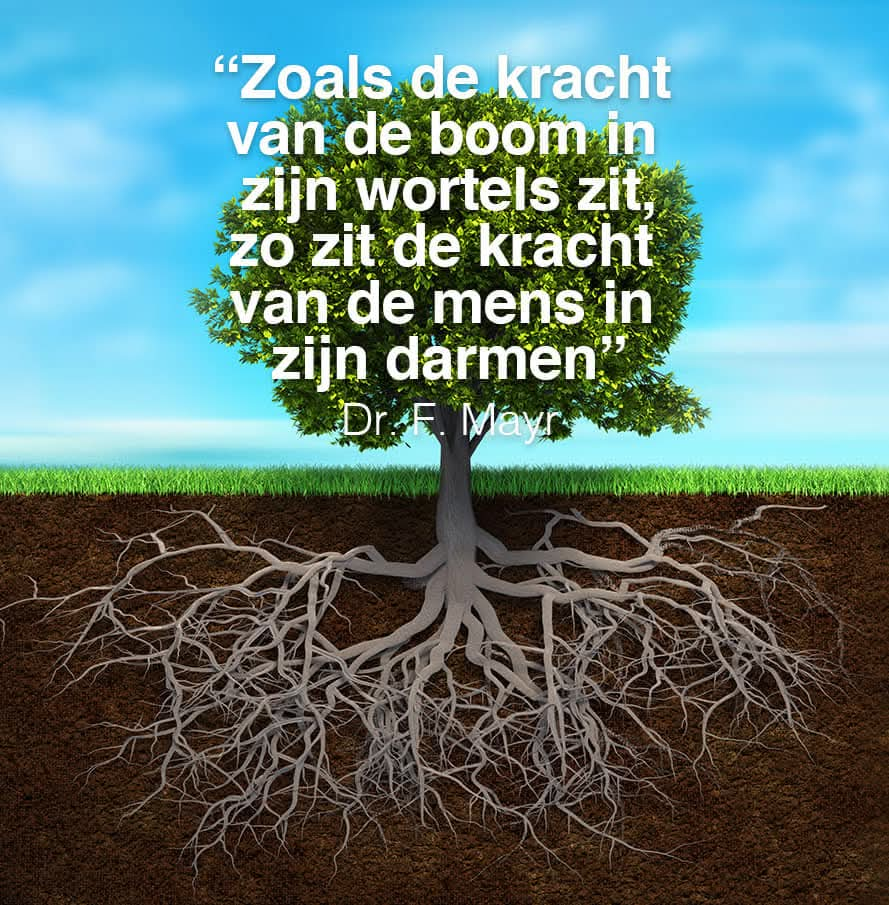 “Zoals de kracht
van de boom in
zijn wortels zit,
zo zit de kracht
van de mens in
zijn darmen”
Dr. F. Mayr